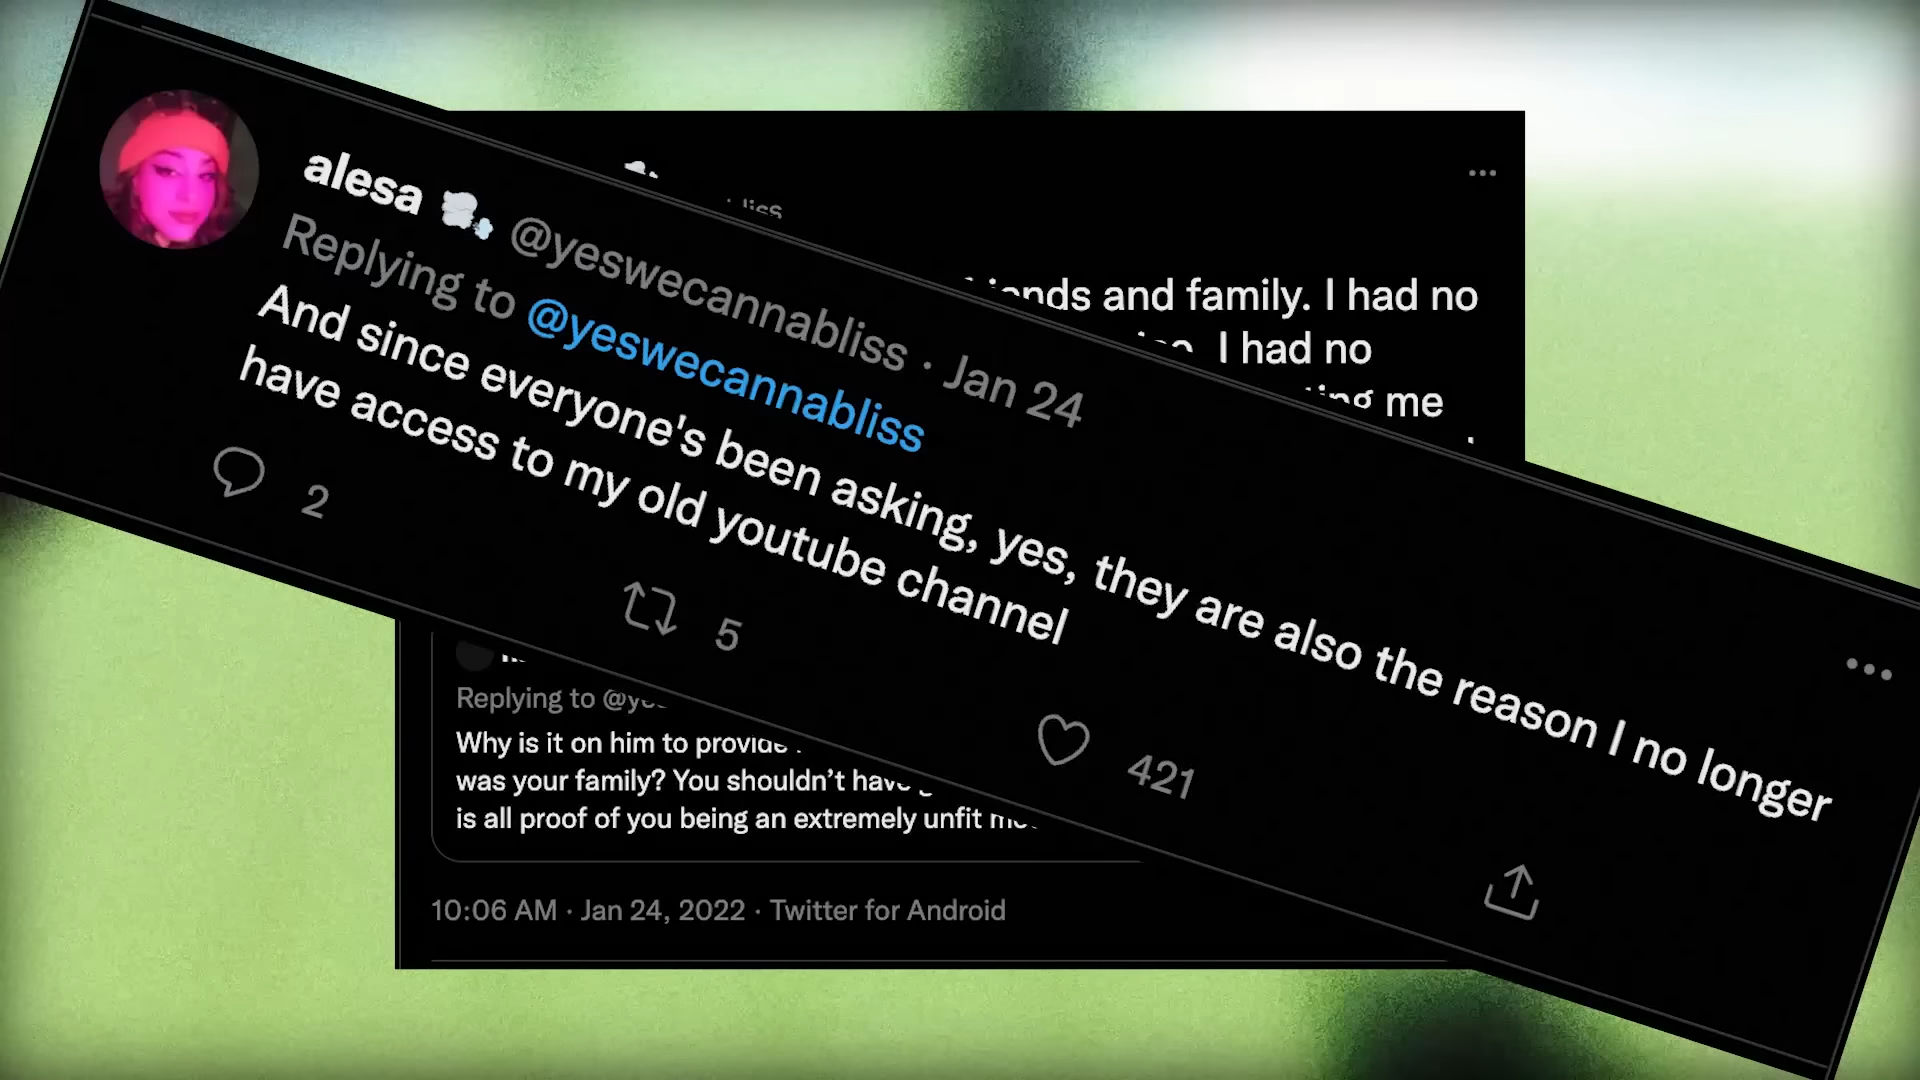 alesa @yeswecannabliss · Jan 24
Replying to @yeswecannabliss
And since everyone's been asking, yes, they are also the reason I no longer
have access to my old youtube channel
2 5 421
and family. I had no
I had no
me
Replying to
Why is it on him to provide
was your family? You shouldn’t have
is all proof of you being an extremely unfit
10:06 AM · Jan 24, 2022 · Twitter for Android